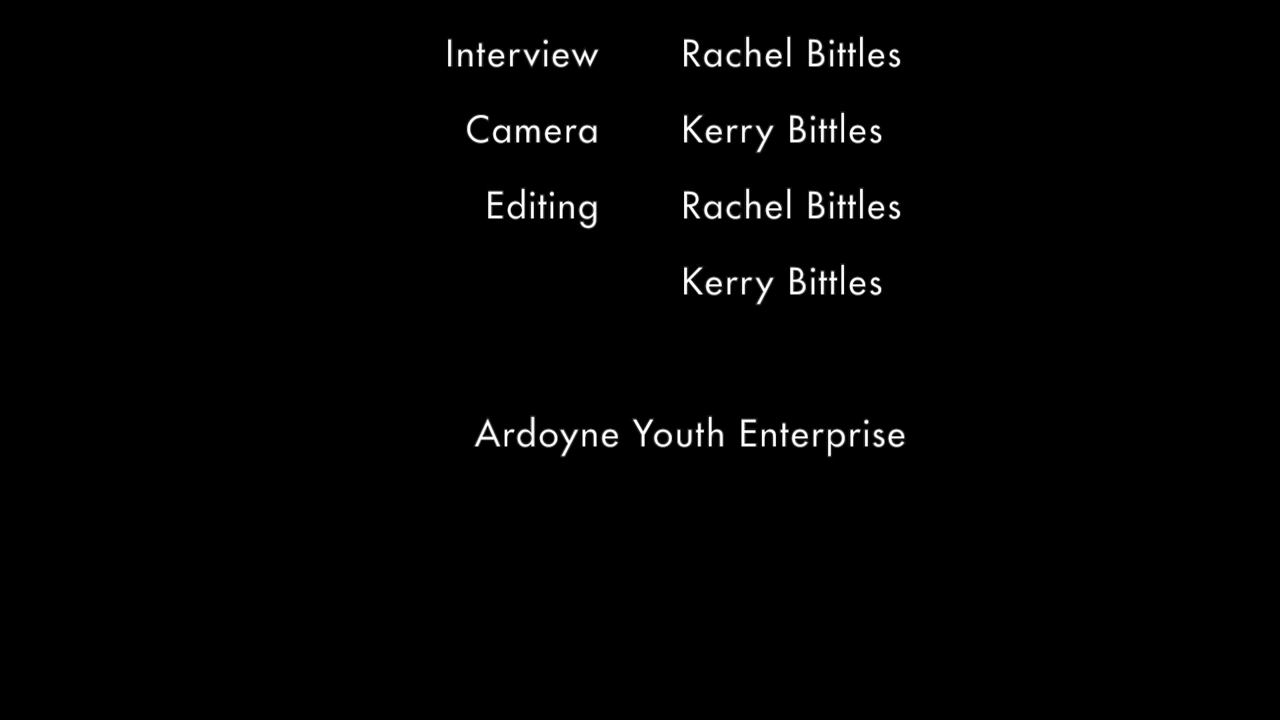 Interview Rachel Bittles
Camera Kerry Bittles
Editing Rachel Bittles
Kerry Bittles
Ardoyne Youth Enterprise